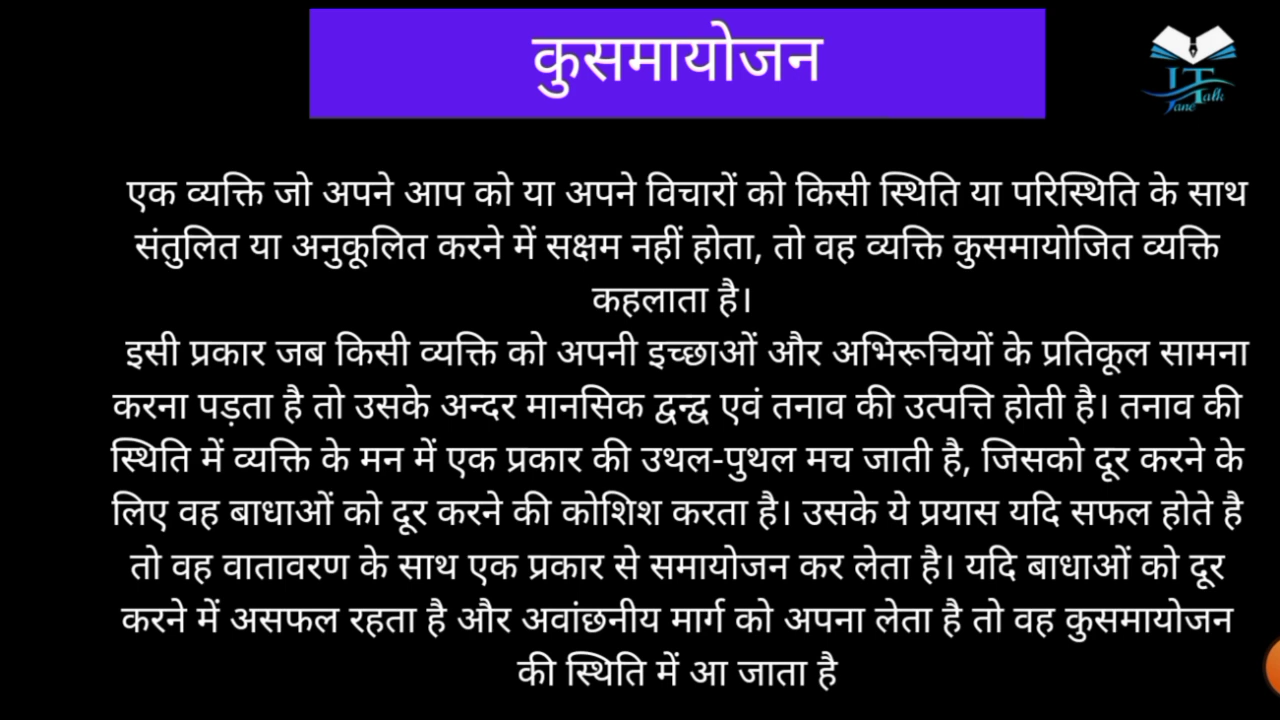 कुसमायोजन
J T
Jane Talk
एक व्यक्ति जो अपने आप को या अपने विचारों को किसी स्थिति या परिस्थिति के साथ
संतुलित या अनुकूलित करने में सक्षम नहीं होता, तो वह व्यक्ति कुसमायोजित व्यक्ति
कहलाता है।
इसी प्रकार जब किसी व्यक्ति को अपनी इच्छाओं और अभिरूचियों के प्रतिकूल सामना
करना पड़ता है तो उसके अन्दर मानसिक द्वन्द्व एवं तनाव की उत्पत्ति होती है। तनाव की
स्थिति में व्यक्ति के मन में एक प्रकार की उथल-पुथल मच जाती है, जिसको दूर करने के
लिए वह बाधाओं को दूर करने की कोशिश करता है। उसके ये प्रयास यदि सफल होते है
तो वह वातावरण के साथ एक प्रकार से समायोजन कर लेता है। यदि बाधाओं को दूर
करने में असफल रहता है और अवांछनीय मार्ग को अपना लेता है तो वह कुसमायोजन
की स्थिति में आ जाता है